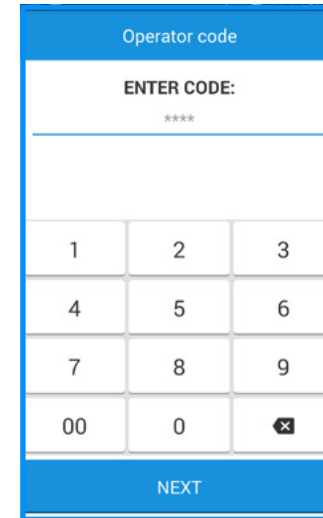 Operator code
ENTER CODE:
****
1 2 3
4 5 6
7 8 9
00 0
NEXT